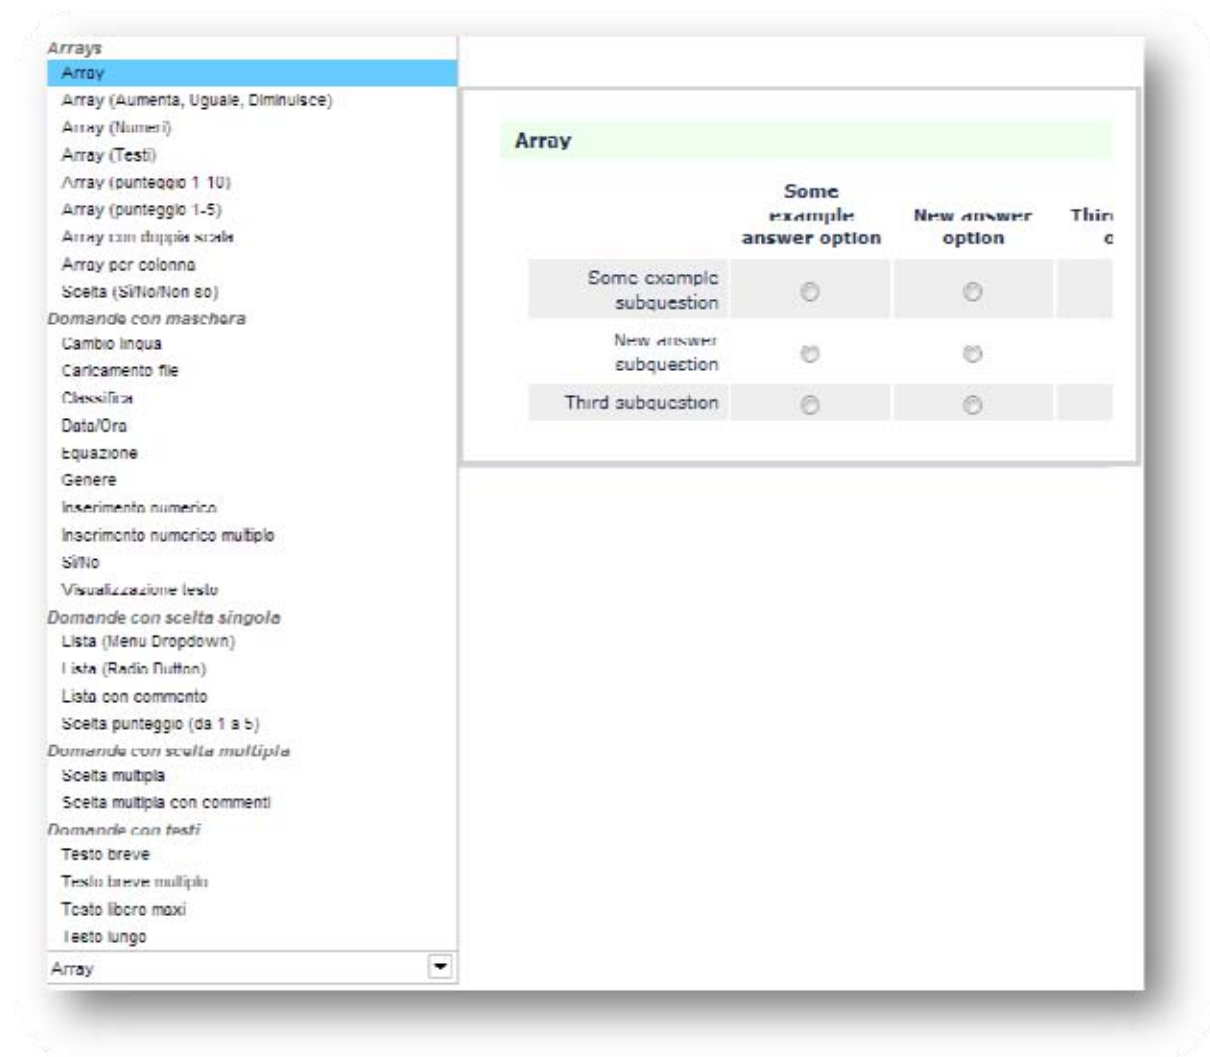 Arrays
Array
Array (Aumenta, Uguale, Diminuisce)
Array (Numeri)
Array (Testi)
Array (punteggio 1-10)
Array (punteggio 1-5)
Array con doppia scala
Array per colonna
Scelta (Sì/No/Non so)
Domande con maschera
Cambio lingua
Caricamento file
Classifica
Data/Ora
Equazione
Genere
Inserimento numerico
Inserimento numerico multiplo
Sì/No
Visualizzazione testo
Domande con scelta singola
Lista (Menu Dropdown)
Lista (Radio Button)
Lista con commento
Scelta punteggio (da 1 a 5)
Domande con scelta multipla
Scelta multipla
Scelta multipla con commenti
Domande con testi
Testo breve
Testo breve multiplo
Testo libero maxi
Testo lungo
Array
Array
Some
example
answer option
New answer
option
Thir
Some example
subquestion
New answer
subquestion
Third subquestion